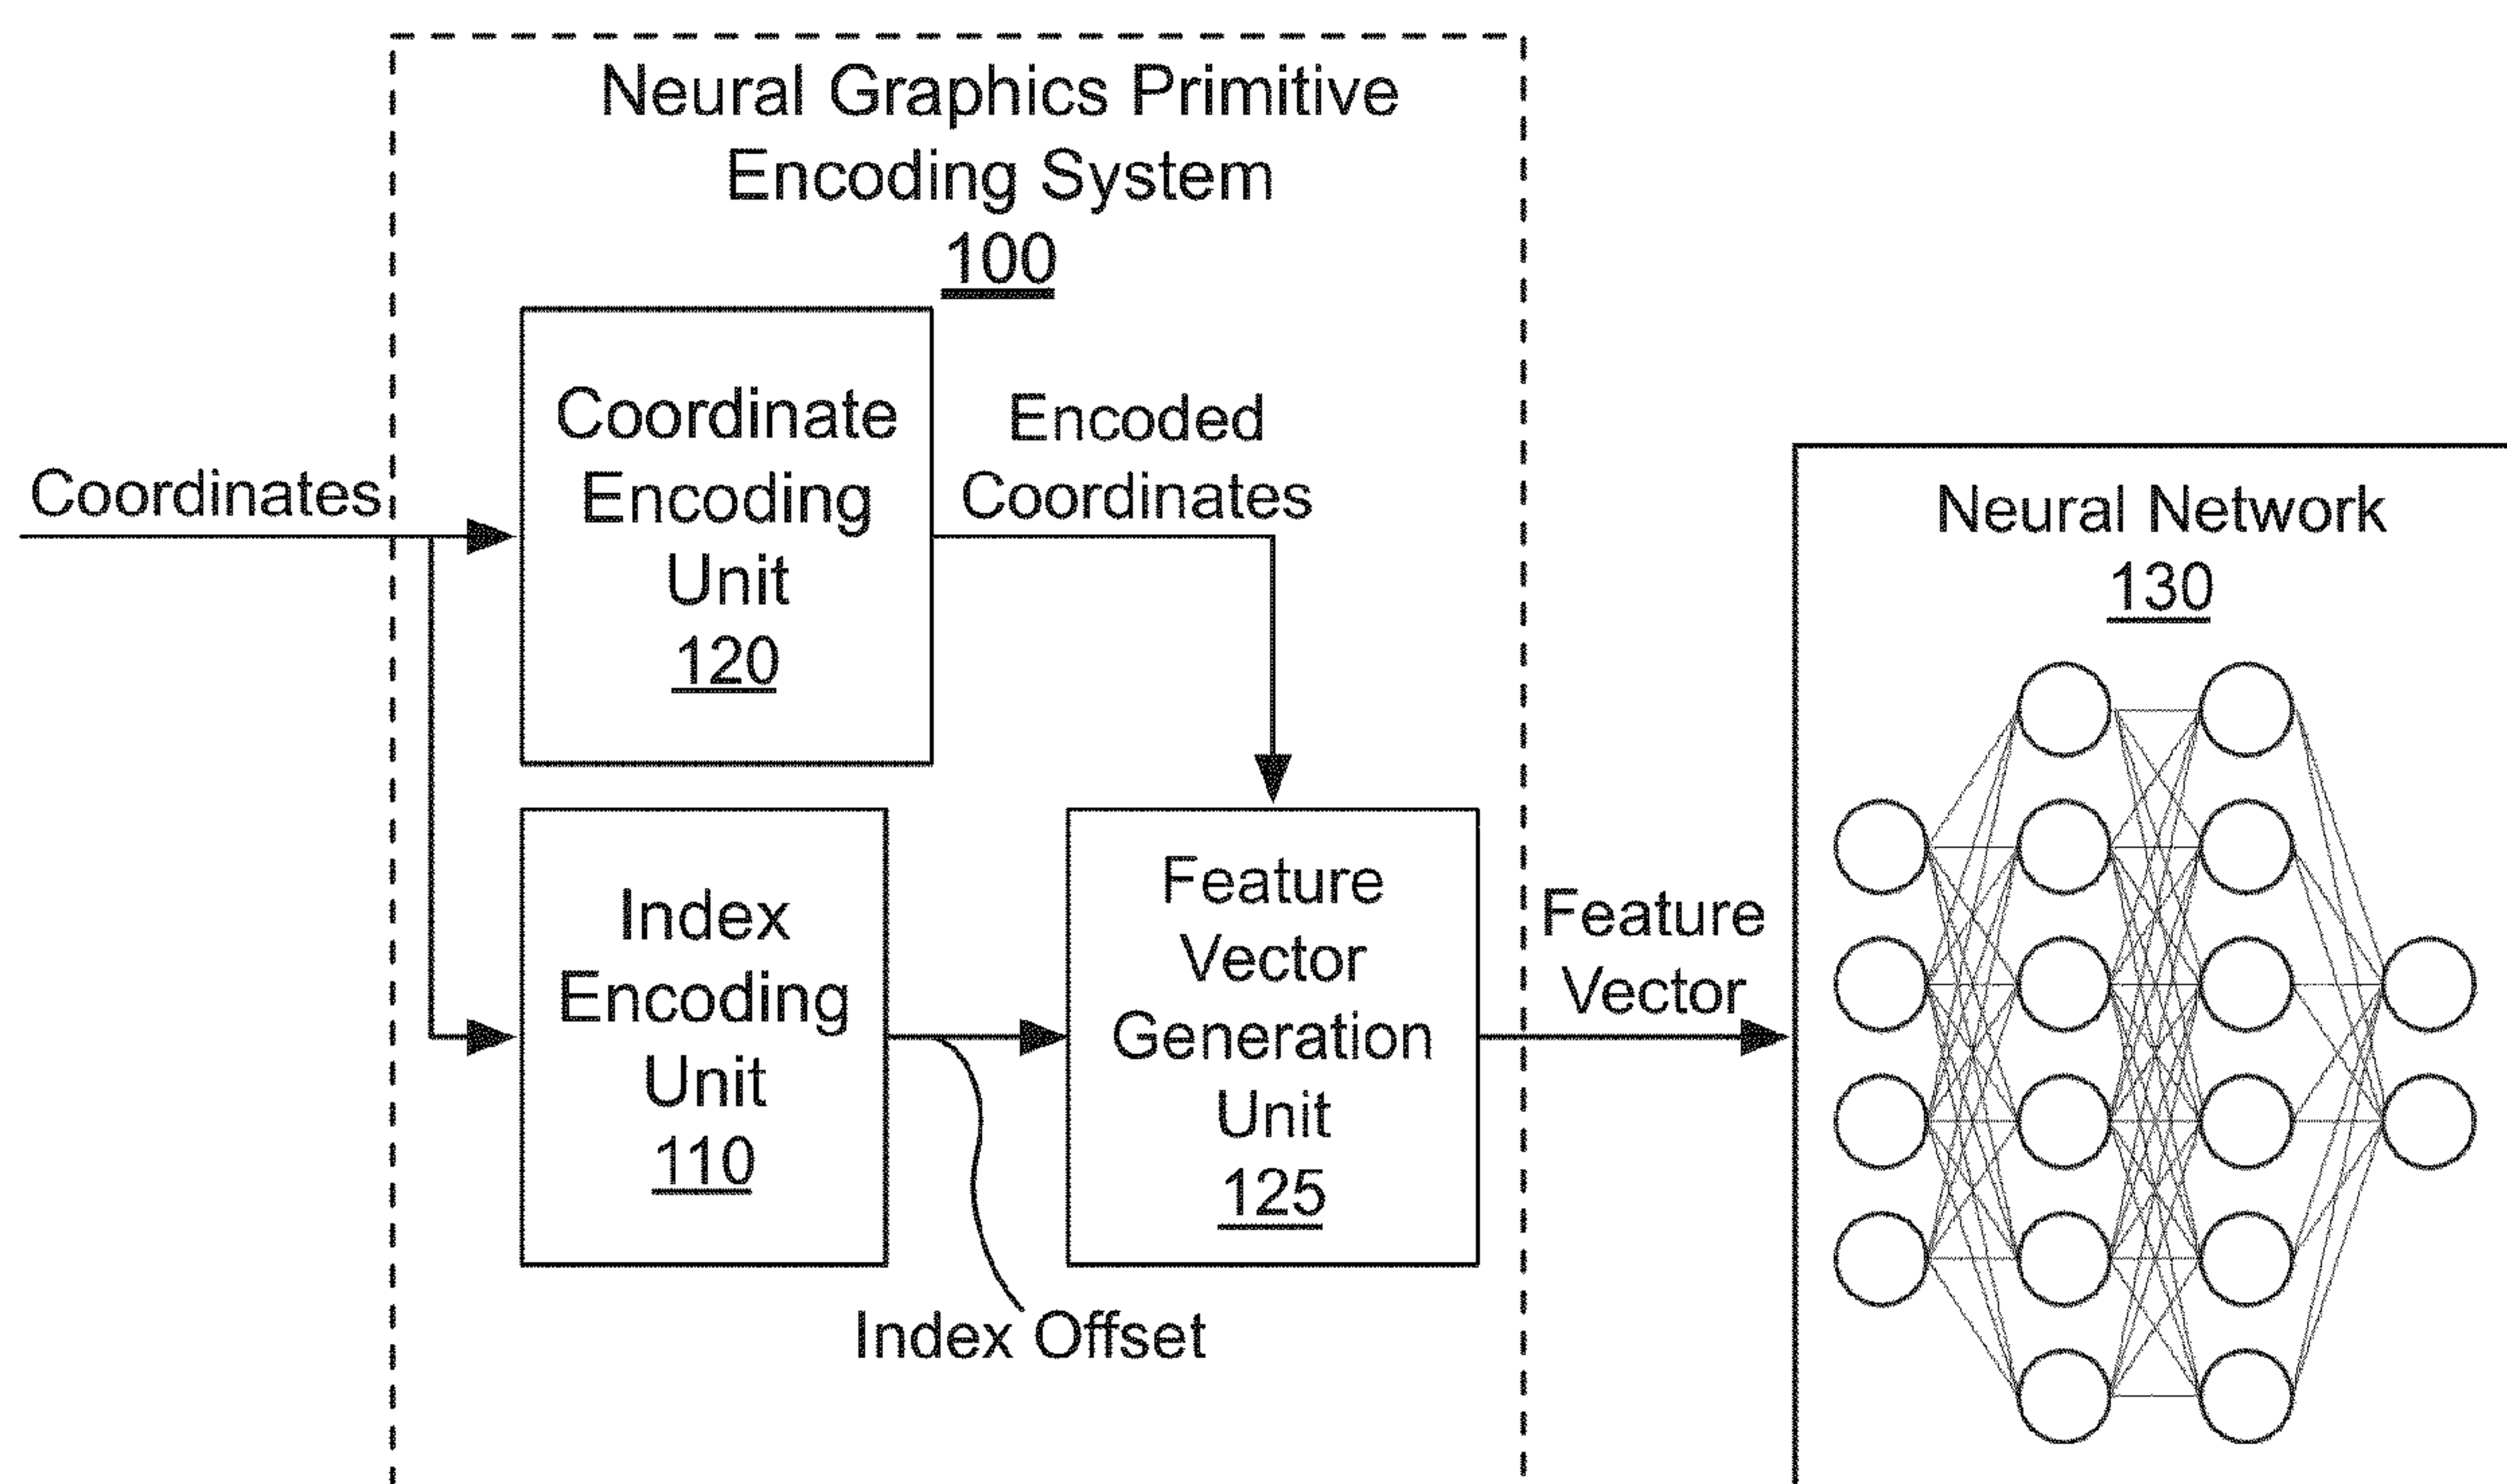 Neural Graphics Primitive
Encoding System
100
Coordinates
Coordinate
Encoding
Unit
120
Encoded
Coordinates
Index
Encoding
Unit
110
Index Offset
Feature
Vector
Generation
Unit
125
Feature
Vector
Neural Network
130